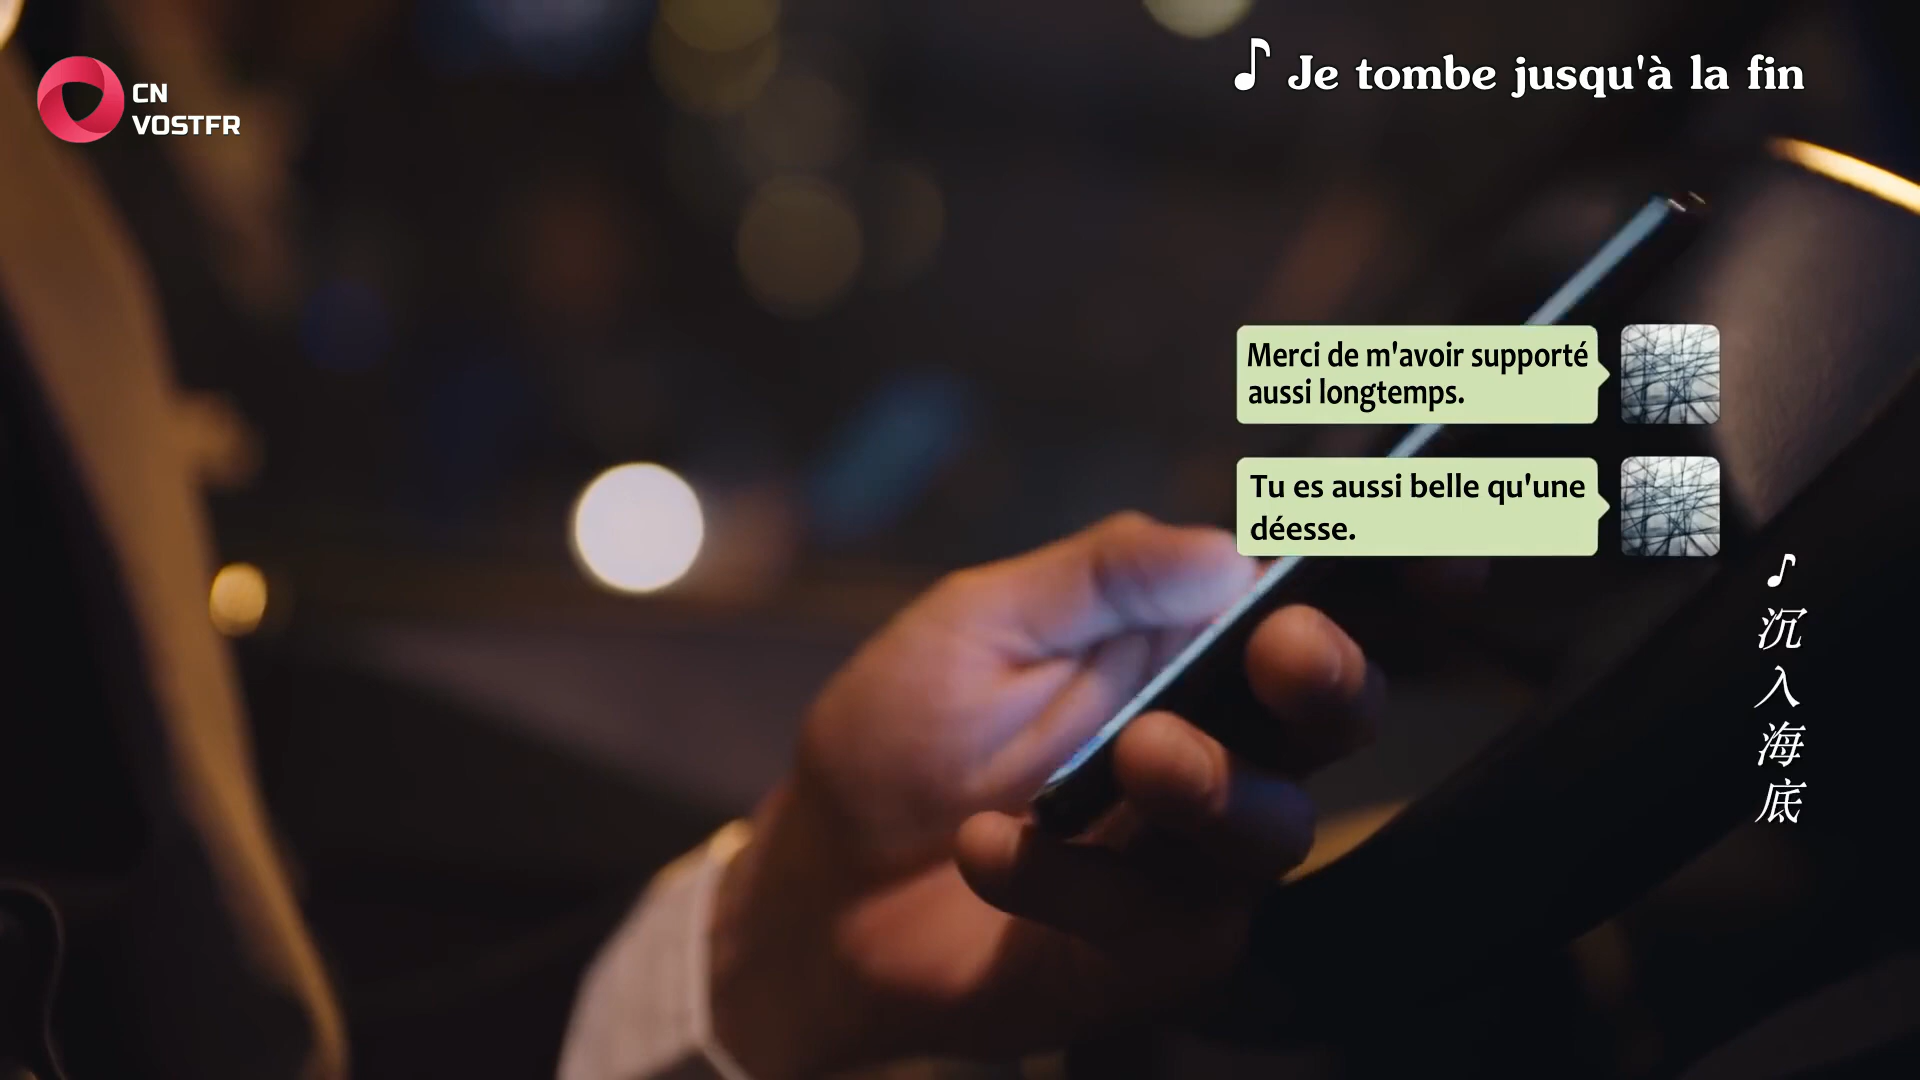 CN
VOSTFR
♪ Je tombe jusqu'à la fin
Merci de m'avoir supporté
aussi longtemps.
Tu es aussi belle qu'une
déesse.
♪沉入海底